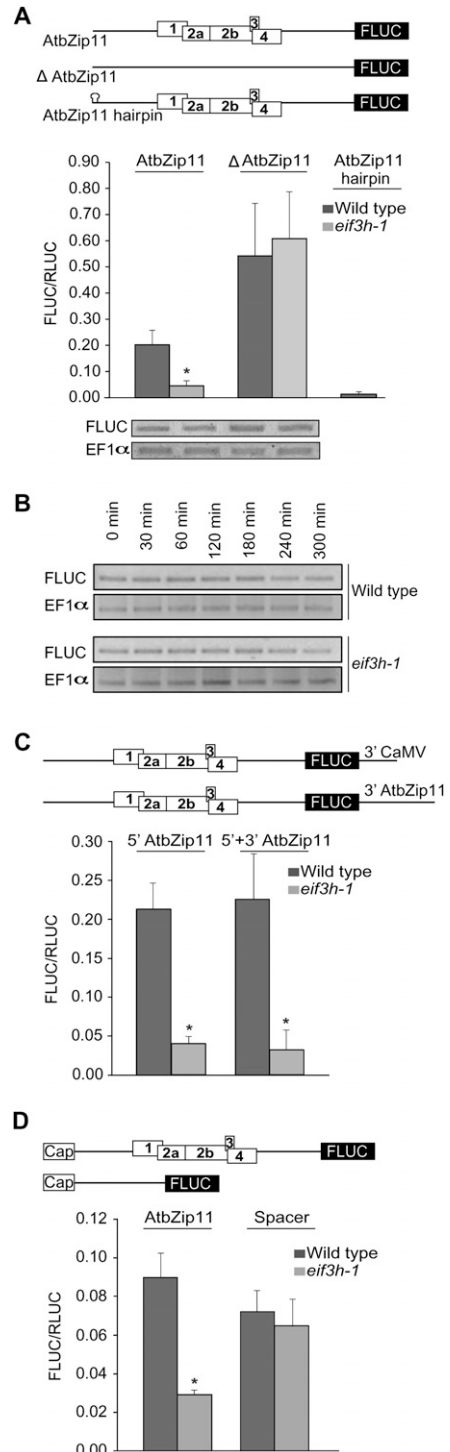 A
1 2a 2b 3 4 FLUC
AtbZip11
FLUC
Δ AtbZip11
1 2a 2b 3 4 FLUC
AtbZip11 hairpin
AtbZip11 Δ AtbZip11 AtbZip11 hairpin
Wild type
eif3h-1
FLUC/RLUC
0.90
0.80
0.70
0.60
0.50
0.40
0.30
0.20
0.10
0.00
*
FLUC
EF1α
B
0 min 30 min 60 min 120 min 180 min 240 min 300 min
FLUC
EF1α
Wild type
FLUC
EF1α
eif3h-1
C
1 2a 2b 3 4 FLUC 3' CaMV
1 2a 2b 3 4 FLUC 3' AtbZip11
5' AtbZip11 5'+3' AtbZip11
Wild type
eif3h-1
FLUC/RLUC
0.30
0.25
0.20
0.15
0.10
0.05
0.00
* *
D
Cap 1 2a 2b 3 4 FLUC
Cap FLUC
AtbZip11 Spacer
Wild type
eif3h-1
FLUC/RLUC
0.12
0.10
0.08
0.06
0.04
0.02
0.00
*